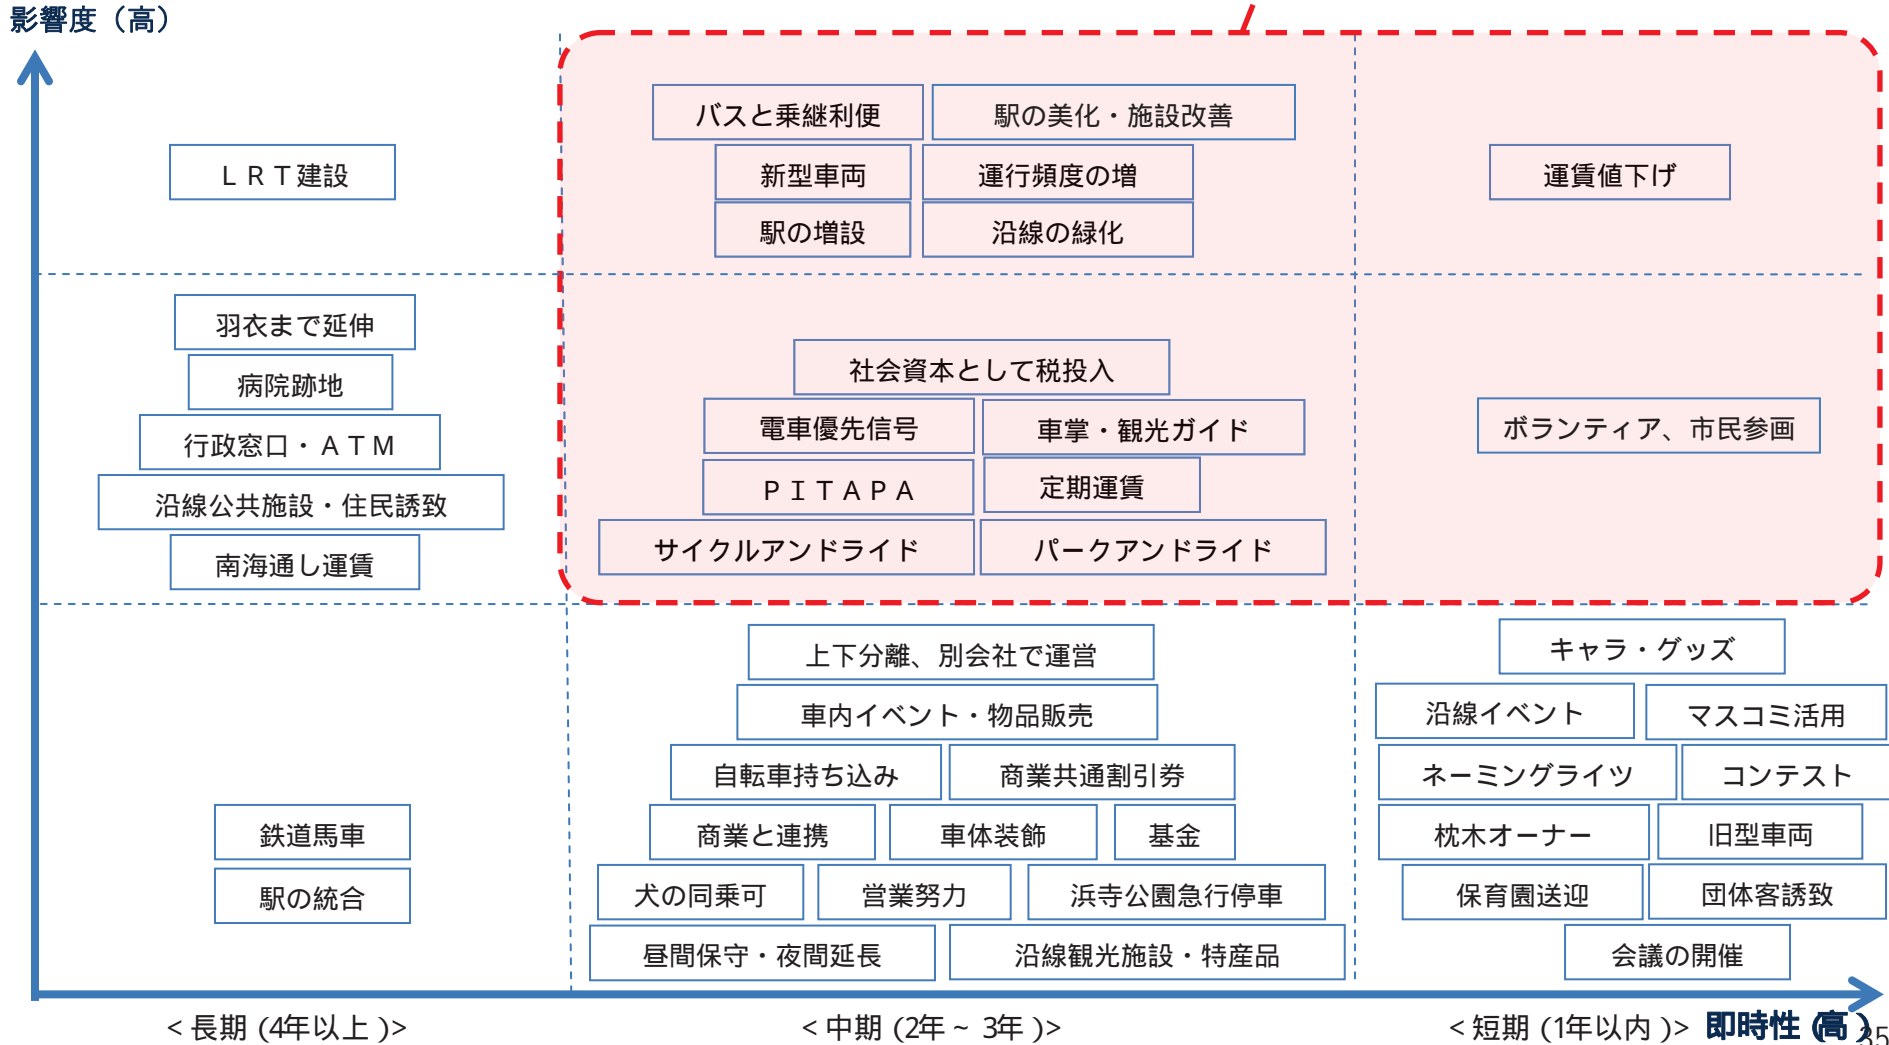 影響度（高）
バスと乗継利便
駅の美化・施設改善
ＬＲＴ建設
新型車両
運行頻度の増
運賃値下げ
駅の増設
沿線の緑化
羽衣まで延伸
病院跡地
行政窓口・ＡＴＭ
沿線公共施設・住民誘致
南海通し運賃
社会資本として税投入
電車優先信号
車掌・観光ガイド
ＰＩＴＡＰＡ
定期運賃
サイクルアンドライド
パークアンドライド
ボランティア、市民参画
鉄道馬車
駅の統合
上下分離、別会社で運営
車内イベント・物品販売
自転車持ち込み
商業共通割引券
商業と連携
車体装飾
基金
犬の同乗可
営業努力
浜寺公園急行停車
昼間保守・夜間延長
沿線観光施設・特産品
キャラ・グッズ
沿線イベント
マスコミ活用
ネーミングライツ
コンテスト
枕木オーナー
旧型車両
保育園送迎
団体客誘致
会議の開催
<長期(4年以上)>
<中期(2年~3年)>
<短期(1年以内)>
即時性(高)
35